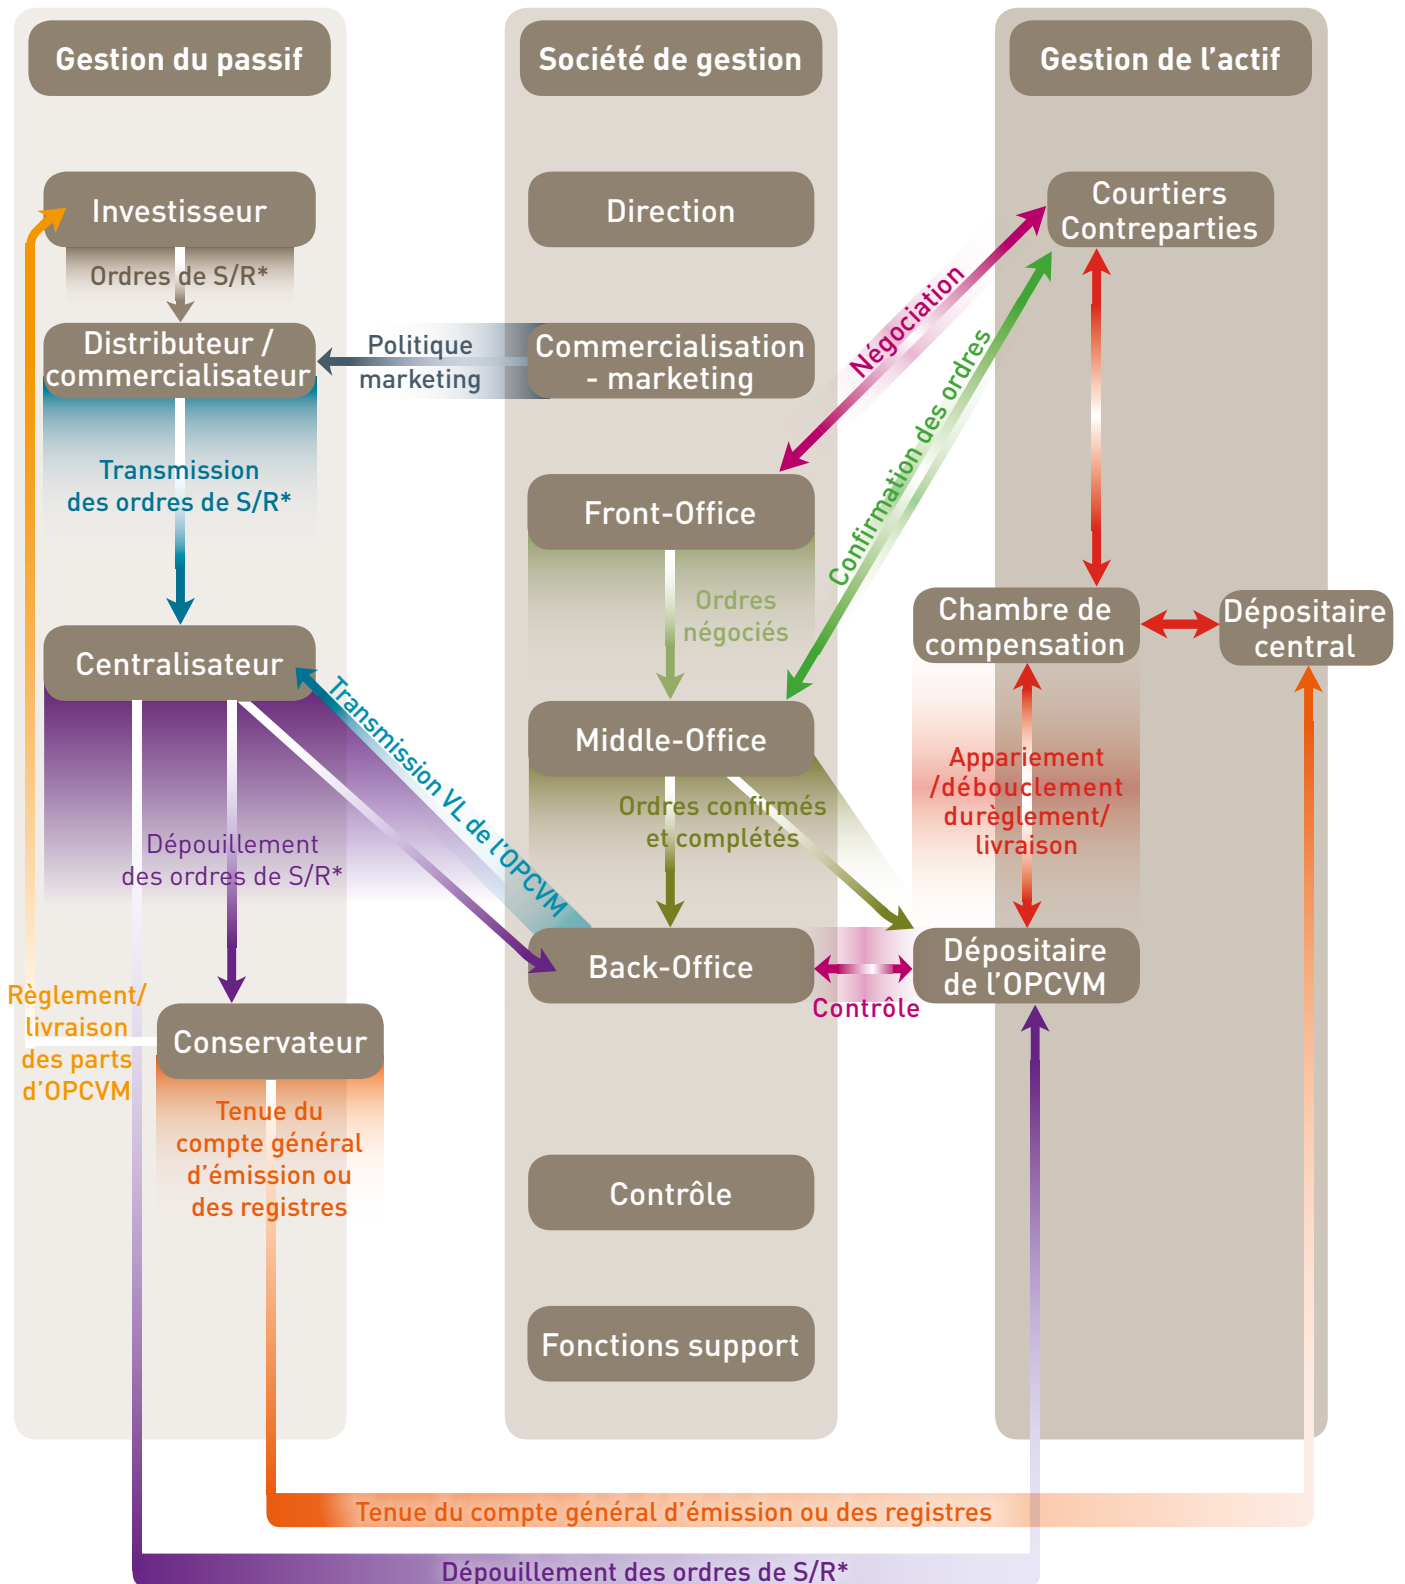 Gestion du passif
Société de gestion
Gestion de l'actif
Investisseur
Direction
Courtiers
Contreparties
Ordres de S/R*
Distributeur /
commercialisateur
Politique
marketing
Commercialisation
- marketing
Négociation
Confirmation des ordres
Transmission
des ordres de S/R*
Front-Office
Ordres
négociés
Chambre de
compensation
Dépositaire
central
Centralisateur
Transmission VL de l'OPCVM
Middle-Office
Ordres confirmés
et complétés
Appariement
/débouclement
durèglement/
livraison
Dépouillement
des ordres de S/R*
Back-Office
Contrôle
Dépositaire
de l'OPCVM
Règlement/
livraison
des parts
d'OPCVM
Conservateur
Tenue du
compte général
d'émission ou
des registres
Contrôle
Fonctions support
Tenue du compte général d'émission ou des registres
Dépouillement des ordres de S/R*